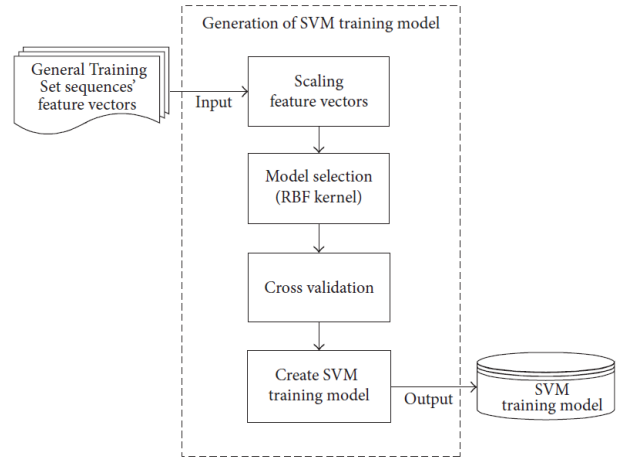 Generation of SVM training model
General Training
Set sequences’
feature vectors
Input
Scaling
feature vectors
Model selection
(RBF kernel)
Cross validation
Create SVM
training model
Output
SVM
training model